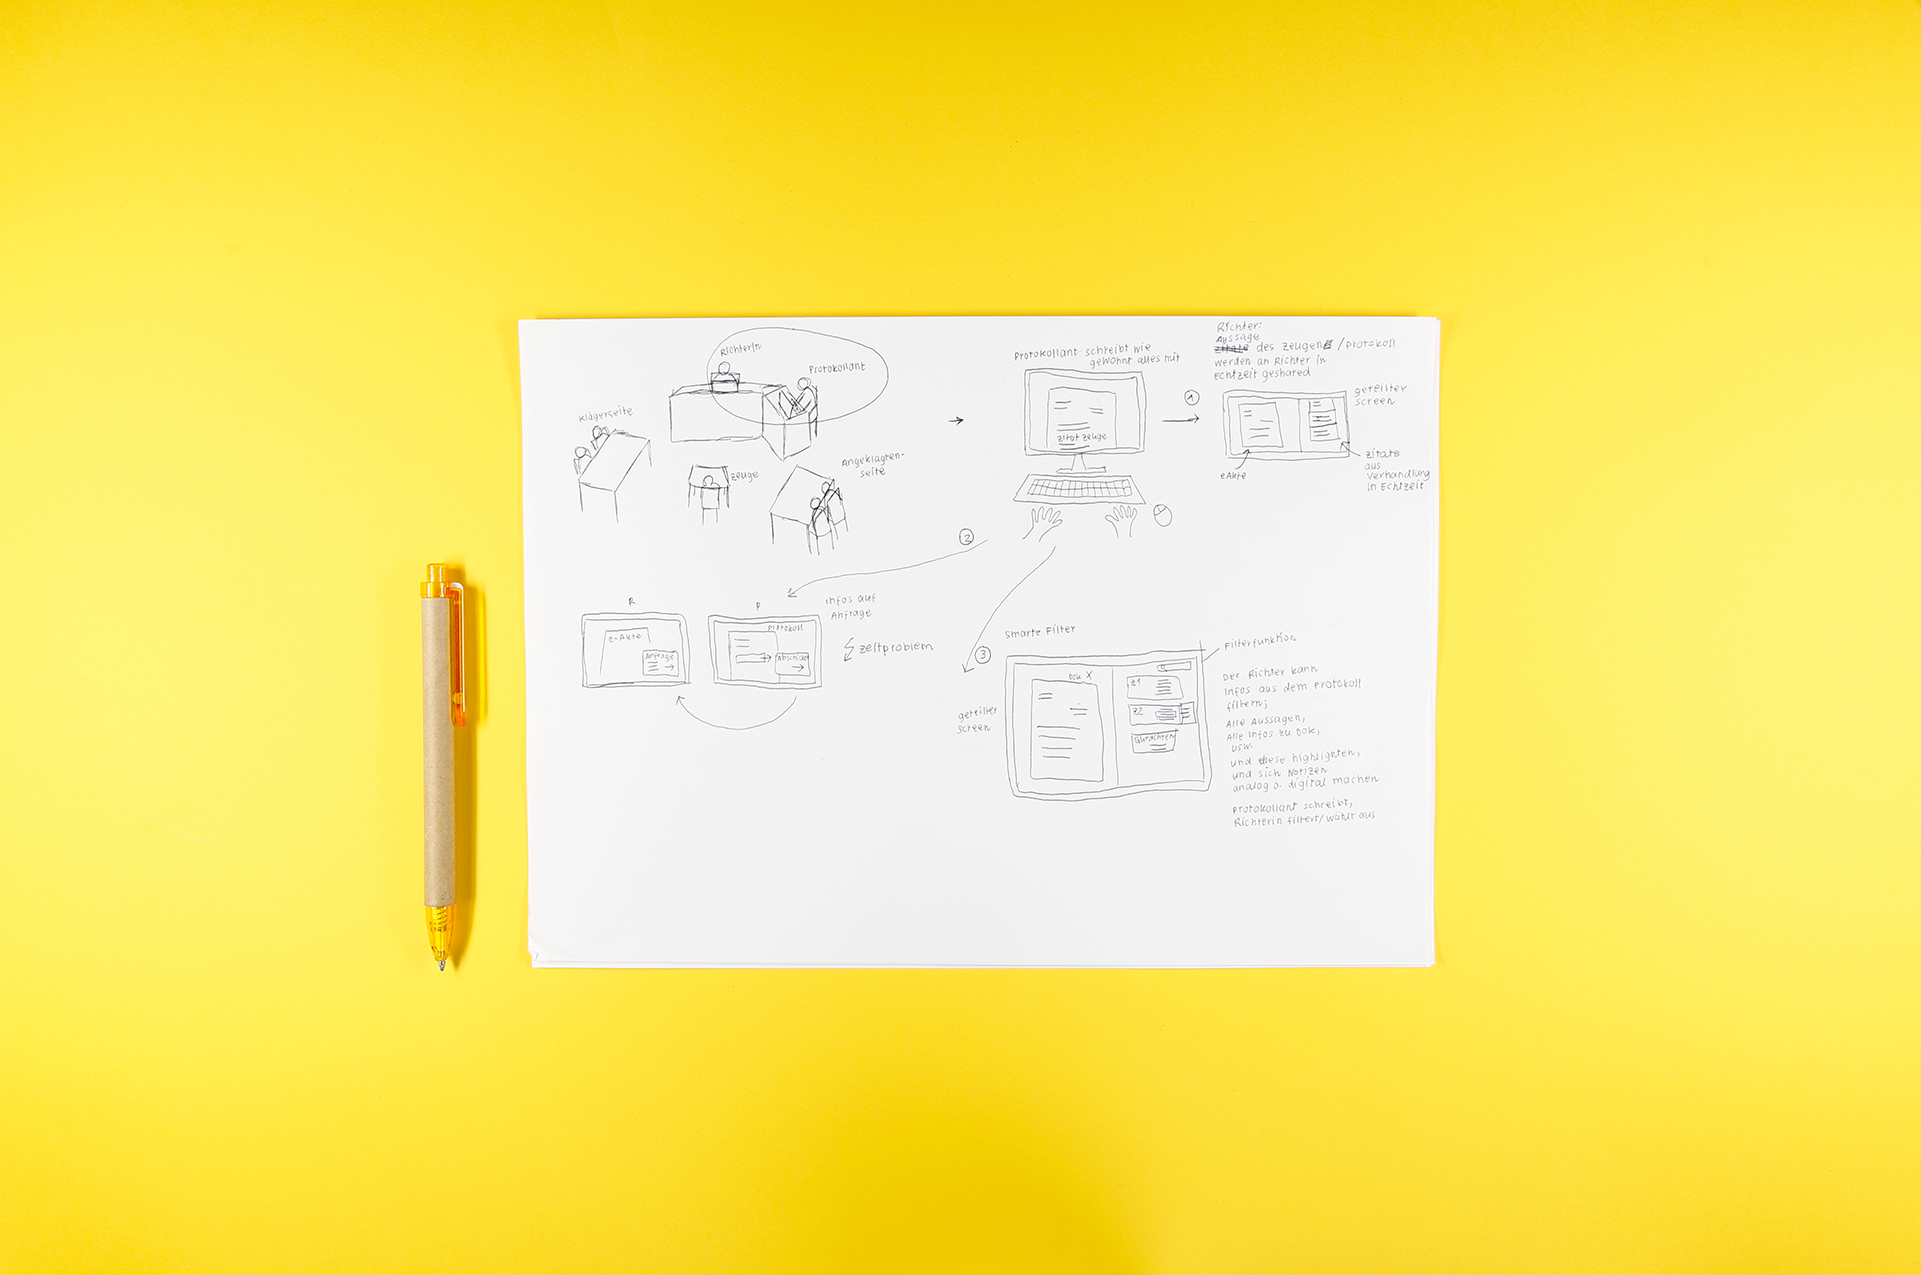 Richterin
Protokollant
Klägerseite
Zeuge
Angeklagten-
seite
Protokollant schreibt wie
gewohnt alles mit
Zitat Zeuge
1
Richter:
Aussage
des Zeugen / Protokoll
werden an Richter in
Echtzeit geshared
geteilter
Screen
eAkte
Zitate
aus
Verhandlung
in Echtzeit
2
R
e-Akte
Anfrage
P
Protokoll
Abschickt
Infos auf
Anfrage
Zeitproblem
3
Smarte Filter
geteilter
Screen
Dok X
Z1
Z2
Gutachten
Filterfunktion
Der Richter kann
Infos aus dem Protokoll
filtern;
Alle Aussagen,
Alle Infos zu Dok,
usw.
und diese highlighten,
und sich Notizen
analog o. digital machen
Protokollant schreibt,
Richterin filtert/wählt aus